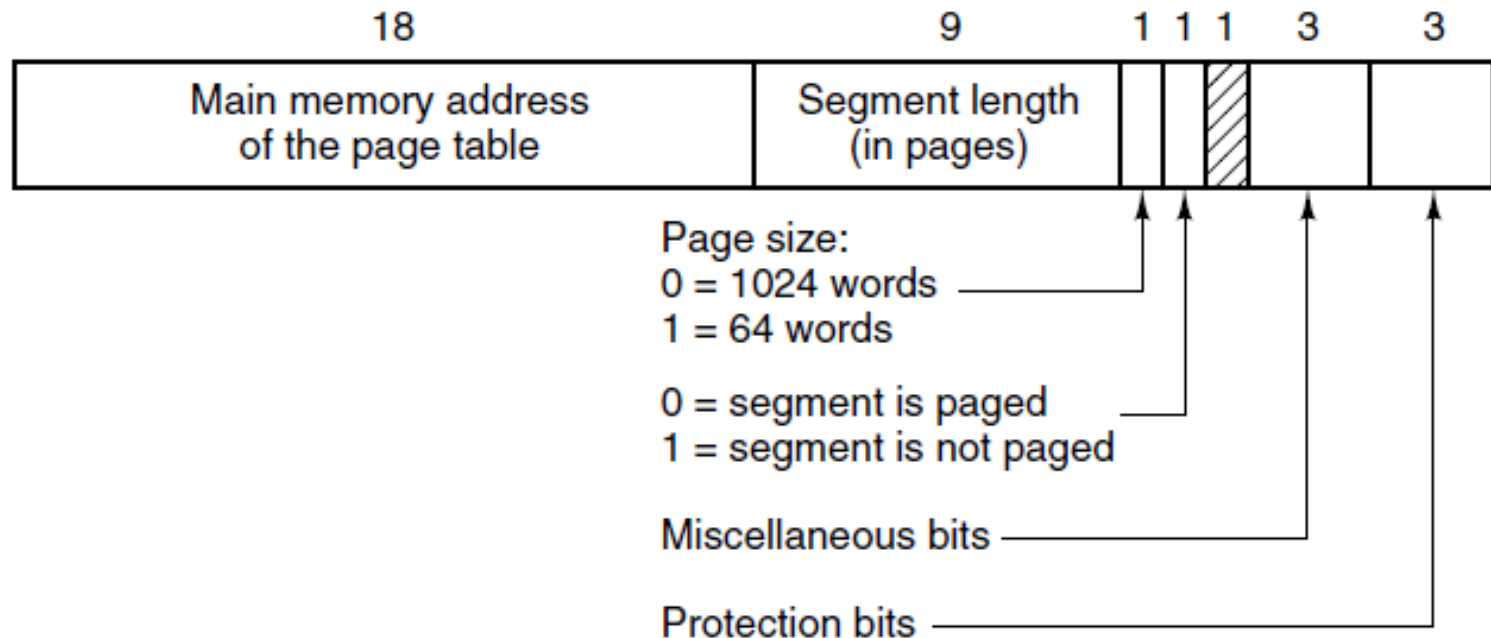 18 9 1 1 1 3 3
Main memory address
of the page table
Segment length
(in pages)
Page size:
0 = 1024 words
1 = 64 words
0 = segment is paged
1 = segment is not paged
Miscellaneous bits
Protection bits